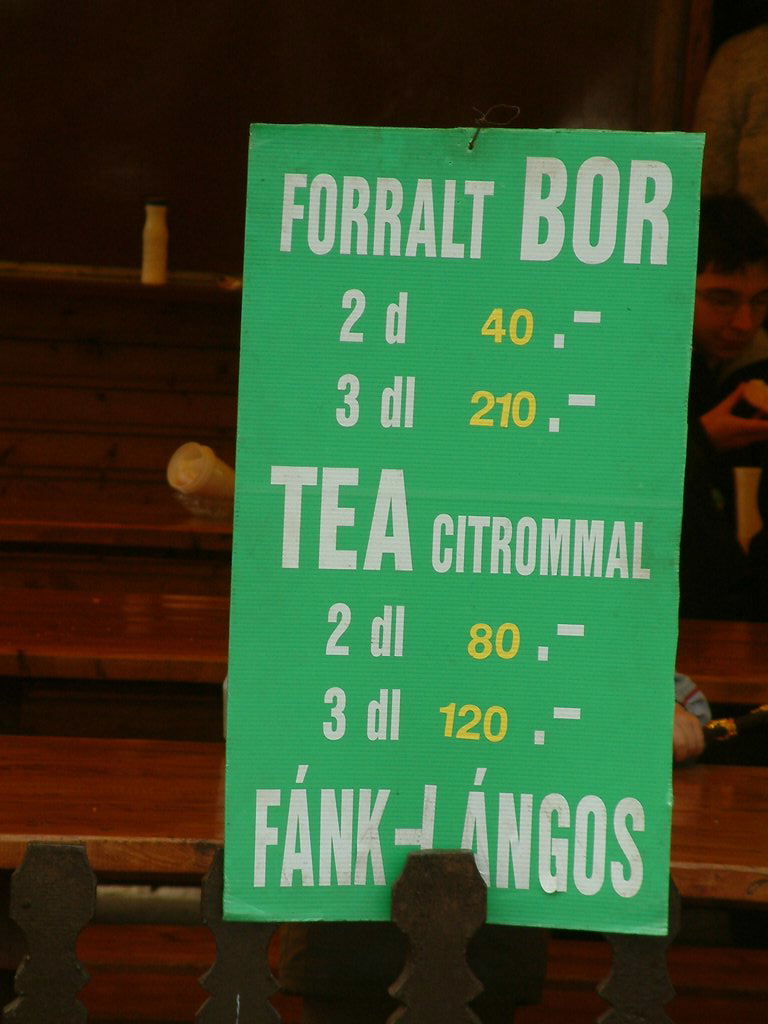 FORRALT BOR
2 d 40.-
3 dl 210.-
TEA CITROMMAL
2 dl 80.-
3 dl 120.-
FÁNK-LÁNGOS